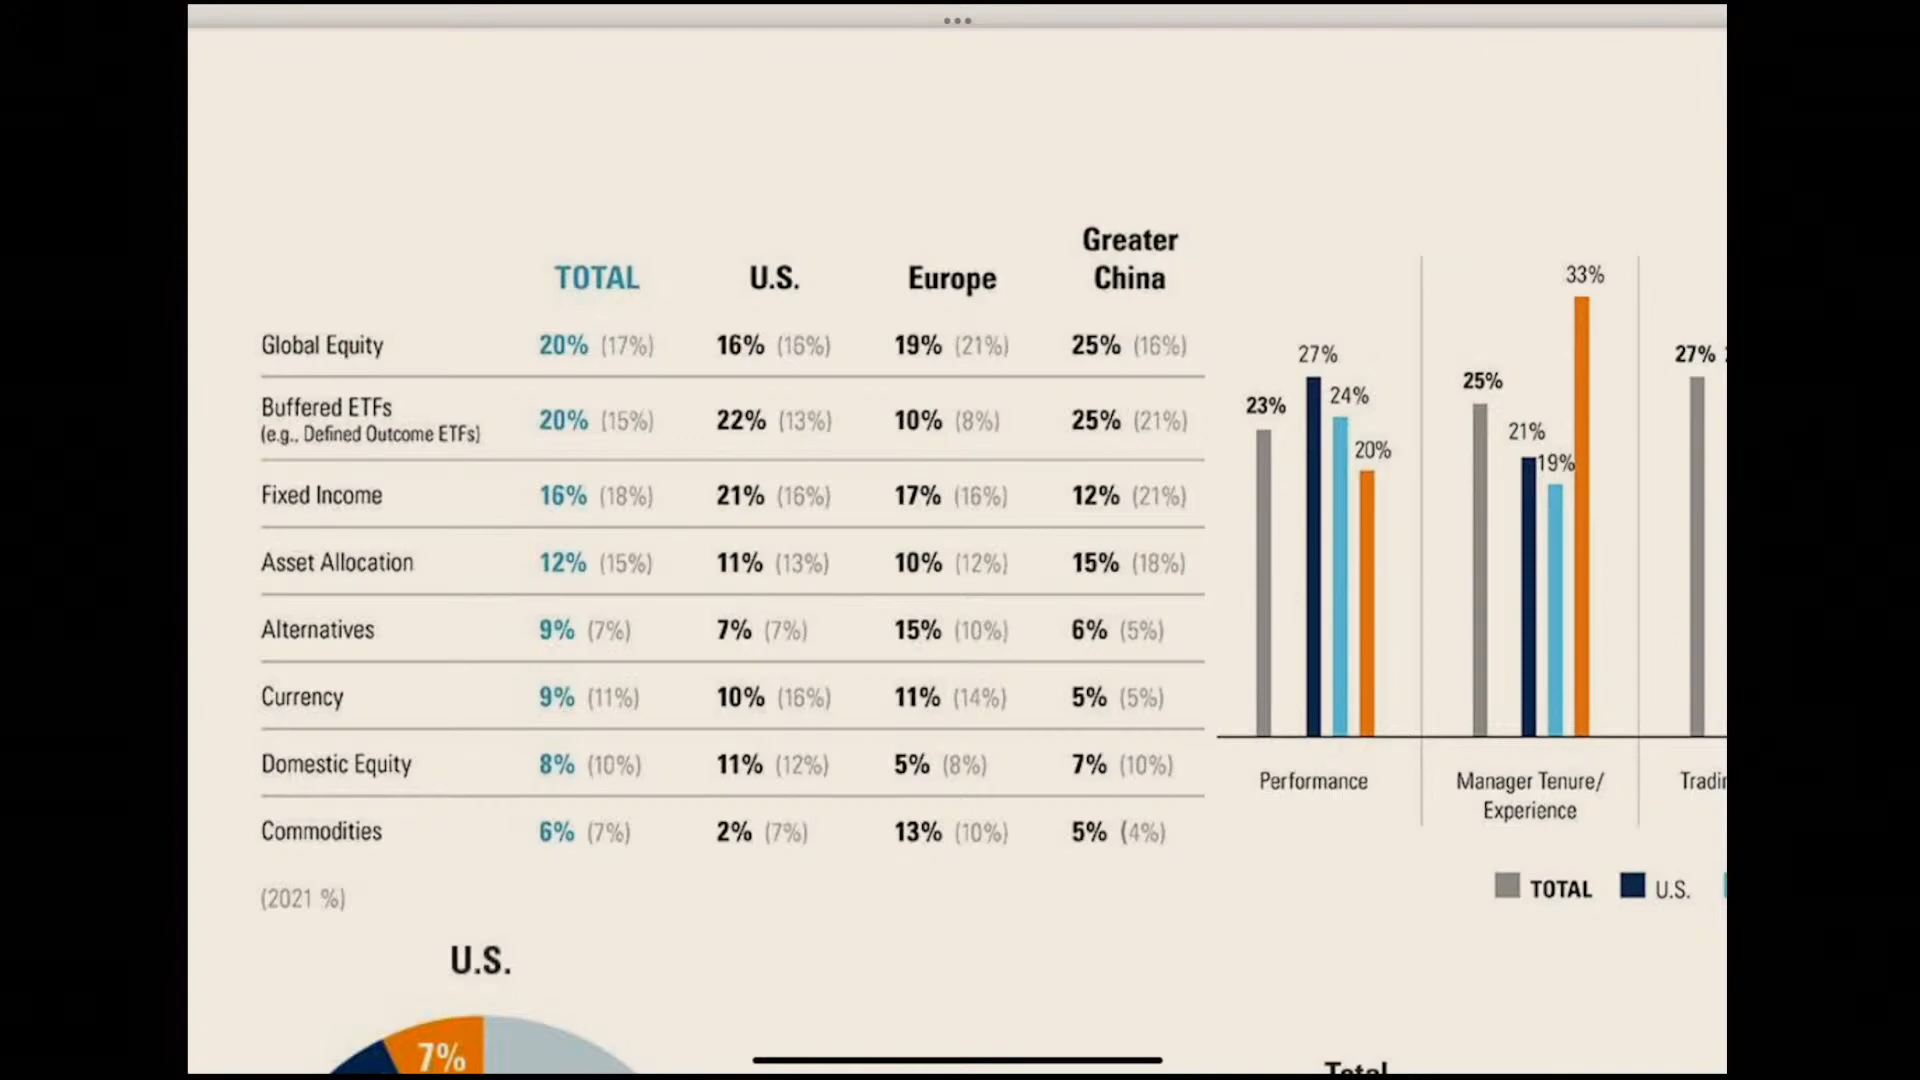 TOTAL U.S. Europe Greater China
Global Equity 20% (17%) 16% (16%) 19% (21%) 25% (16%)
Buffered ETFs 20% (15%) 22% (13%) 10% (8%) 25% (21%)
(e.g., Defined Outcome ETFs)
Fixed Income 16% (18%) 21% (16%) 17% (16%) 12% (21%)
Asset Allocation 12% (15%) 11% (13%) 10% (12%) 15% (18%)
Alternatives 9% (7%) 7% (7%) 15% (10%) 6% (5%)
Currency 9% (11%) 10% (16%) 11% (14%) 5% (5%)
Domestic Equity 8% (10%) 11% (12%) 5% (8%) 7% (10%)
Commodities 6% (7%) 2% (7%) 13% (10%) 5% (4%)
(2021 %)
23% 27% 24% 20%
Performance
25% 21% 19% 33%
Manager Tenure/
Experience
27%
TOTAL U.S.
U.S.
7%
Total